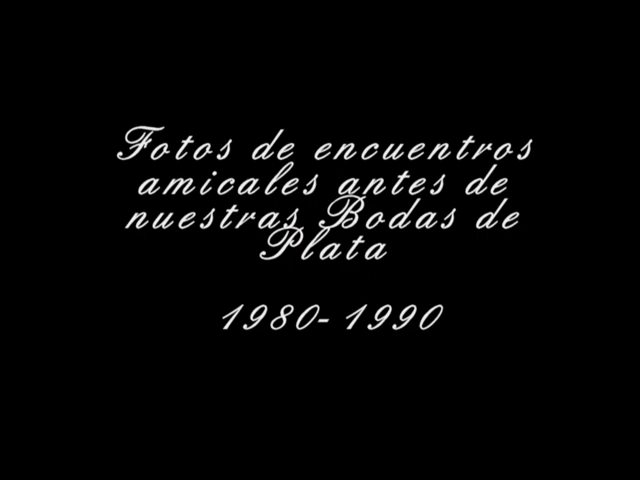 Fotos de encuentros
amicales antes de
nuestras Bodas de
Plata
1980- 1990